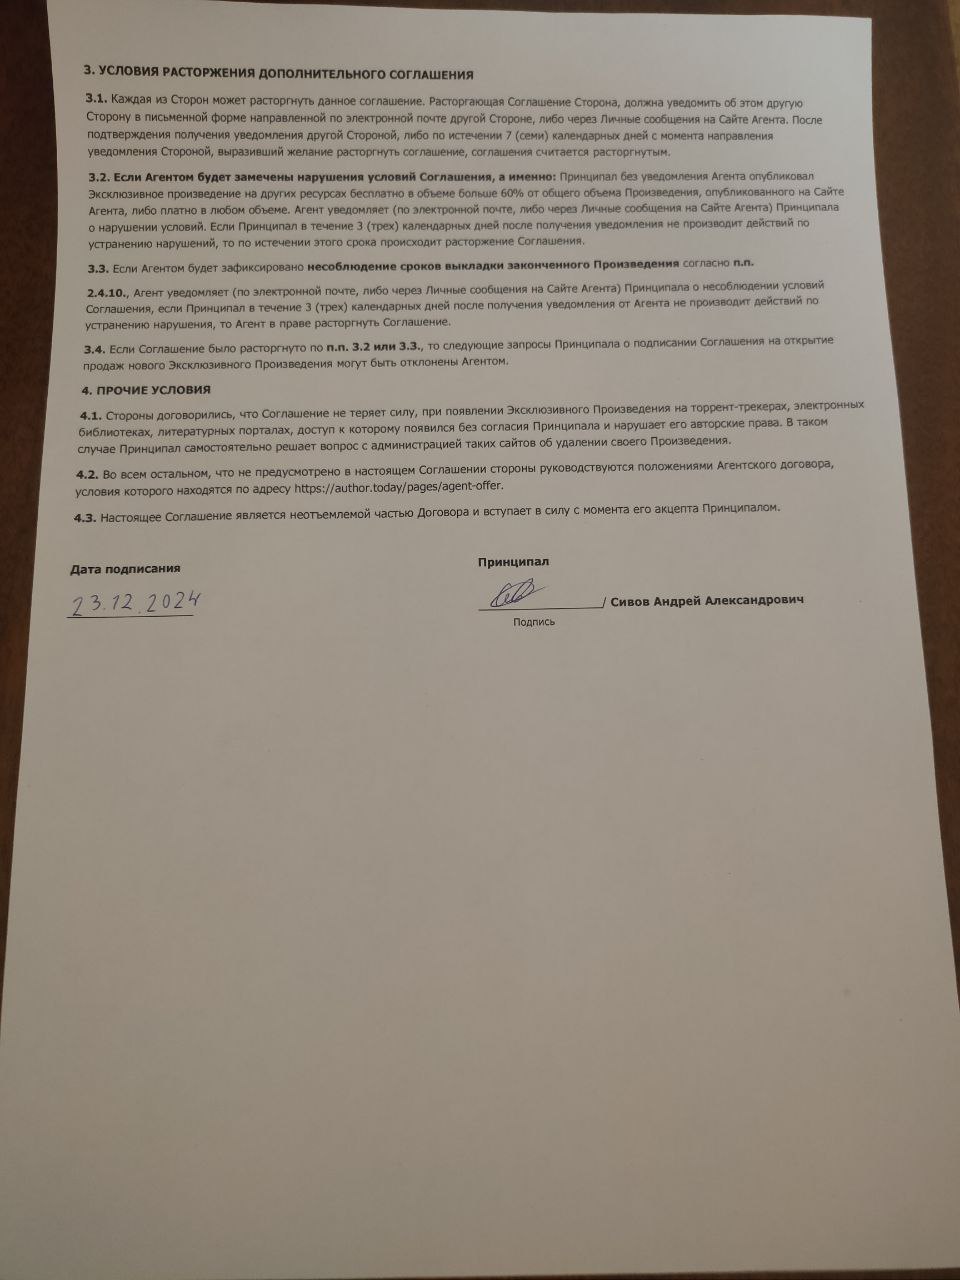 3. УСЛОВИЯ РАСТОРЖЕНИЯ ДОПОЛНИТЕЛЬНОГО СОГЛАШЕНИЯ
3.1. Каждая из Сторон может расторгнуть данное соглашение. Расторгающая Соглашение Сторона, должна уведомить об этом другую
Сторону в письменной форме направленной по электронной почте другой Стороне, либо через Личные сообщения на Сайте Агента. После
подтверждения получения уведомления другой Стороной, либо по истечении 7 (семи) календарных дней с момента направления
уведомления Стороной, выразивший желание расторгнуть соглашение, соглашения считается расторгнутым.
3.2. Если Агентом будет замечены нарушения условий Соглашения, а именно: Принципал без уведомления Агента опубликовал
Эксклюзивное произведение на других ресурсах бесплатно в объеме больше 60% от общего объема Произведения, опубликованного на Сайте
Агента, либо платно в любом объеме. Агент уведомляет (по электронной почте, либо через Личные сообщения на Сайте Агента) Принципала
о нарушении условий. Если Принципал в течение 3 (трех) календарных дней после получения уведомления не производит действий по
устранению нарушений, то по истечении этого срока происходит расторжение Соглашения.
3.3. Если Агентом будет зафиксировано несоблюдение сроков выкладки законченного Произведения согласно п.п.
2.4.10., Агент уведомляет (по электронной почте, либо через Личные сообщения на Сайте Агента) Принципала о несоблюдении условий
Соглашения, если Принципал в течение 3 (трех) календарных дней после получения уведомления от Агента не производит действий по
устранению нарушения, то Агент в праве расторгнуть Соглашение.
3.4. Если Соглашение было расторгнуто по п.п. 3.2 или 3.3., то следующие запросы Принципала о подписании Соглашения на открытие
продаж нового Эксклюзивного Произведения могут быть отклонены Агентом.
4. ПРОЧИЕ УСЛОВИЯ
4.1. Стороны договорились, что Соглашение не теряет силу, при появлении Эксклюзивного Произведения на торрент-трекерах, электронных
библиотеках, литературных порталах, доступ к которому появился без согласия Принципала и нарушает его авторские права. В таком
случае Принципал самостоятельно решает вопрос с администрацией таких сайтов об удалении своего Произведения.
4.2. Во всем остальном, что не предусмотрено в настоящем Соглашении стороны руководствуются положениями Агентского договора,
условия которого находятся по адресу https://author.today/pages/agent-offer.
4.3. Настоящее Соглашение является неотъемлемой частью Договора и вступает в силу с момента его акцепта Принципалом.
Дата подписания
23.12.2024
Принципал
/ Сивов Андрей Александрович
Подпись